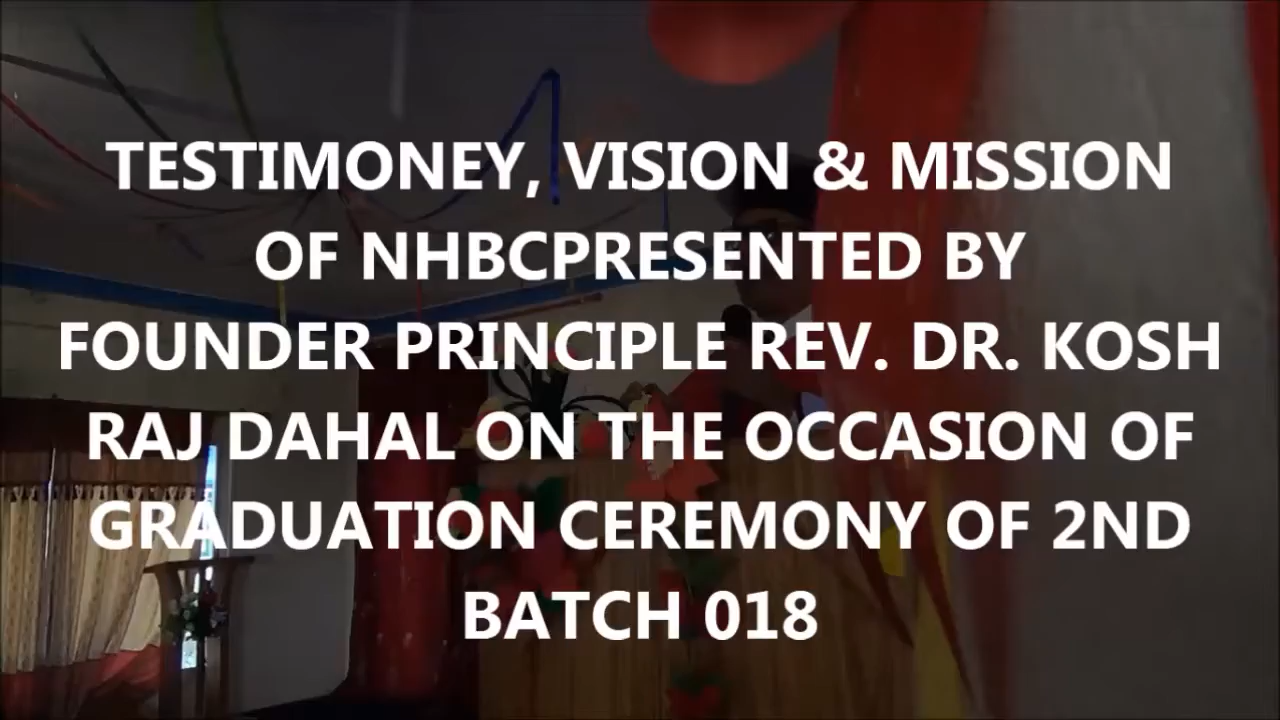 TESTIMONEY, VISION & MISSION
OF NHBCPRESENTED BY
FOUNDER PRINCIPLE REV. DR. KOSH
RAJ DAHAL ON THE OCCASION OF
GRADUATION CEREMONY OF 2ND
BATCH 018